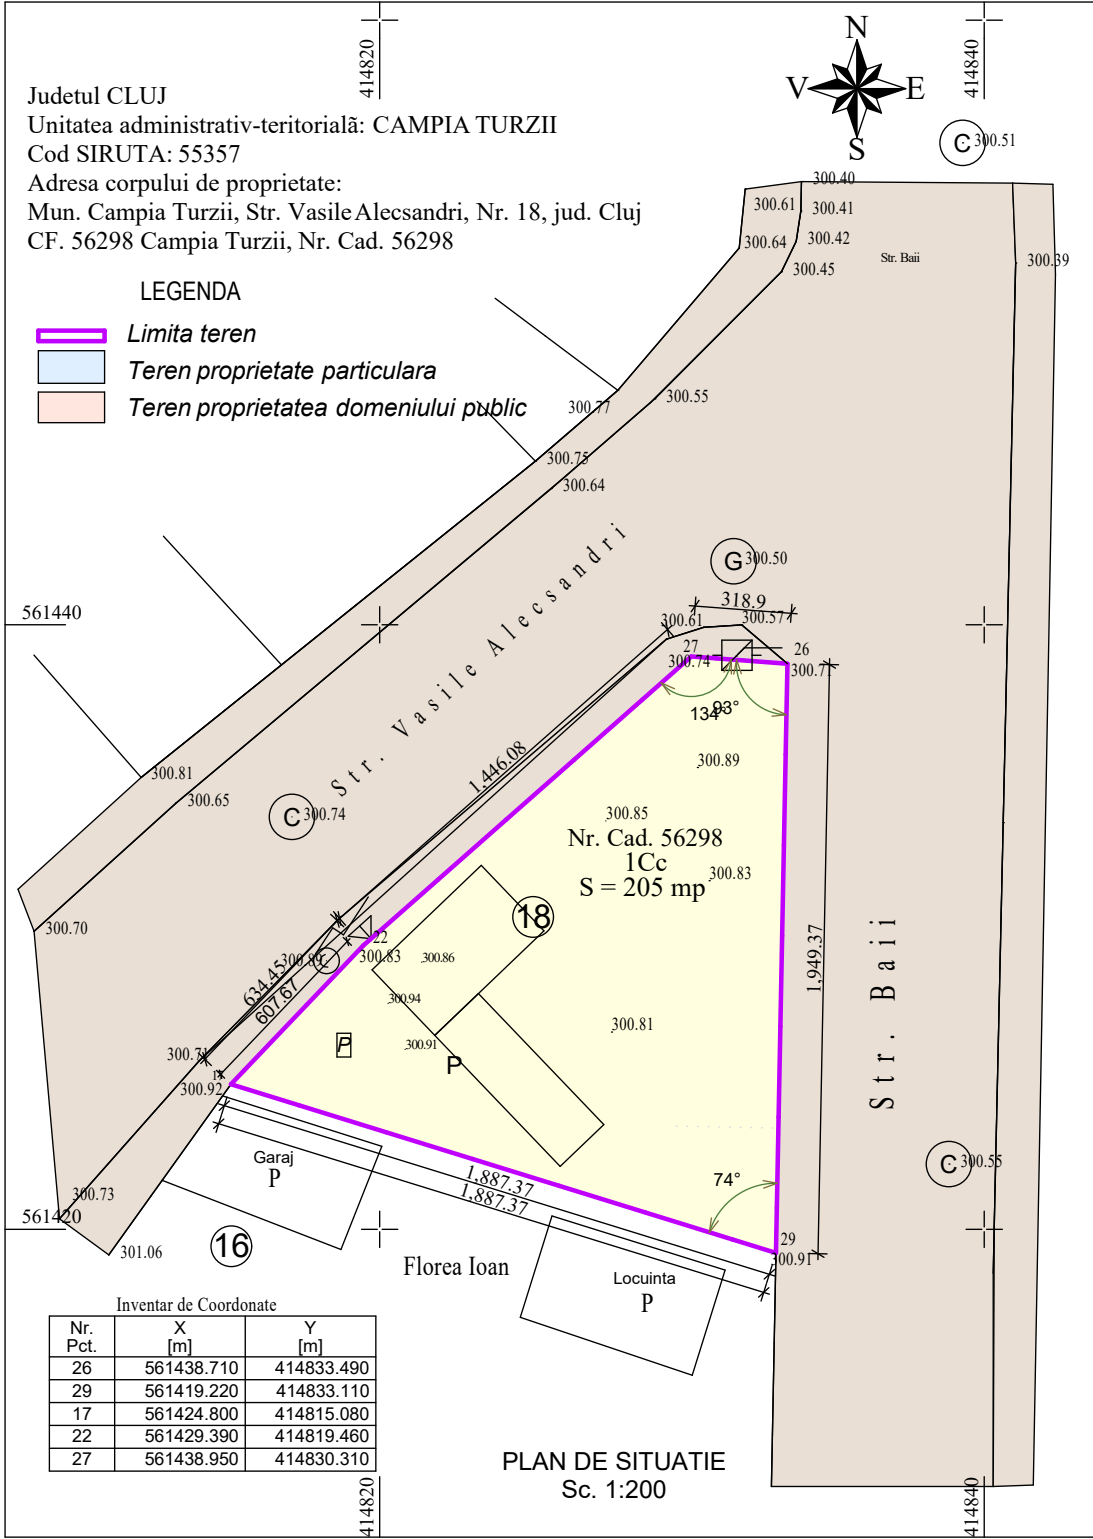 414820
414840
N
V
E
S
Judetul CLUJ
Unitatea administrativ-teritorială: CAMPIA TURZII
Cod SIRUTA: 55357
Adresa corpului de proprietate:
Mun. Campia Turzii, Str. Vasile Alecsandri, Nr. 18, jud. Cluj
CF. 56298 Campia Turzii, Nr. Cad. 56298
C 300.51
300.40
300.61
300.41
300.64
300.42
300.45
Str. Baii
300.39
LEGENDA
Limita teren
Teren proprietate particulara
Teren proprietatea domeniului public
300.77
300.55
300.75
300.64
Str. Vasile Alecsandri
G 300.50
561440
318.9
300.61
300.57
27
26
300.74
300.71
134°
93°
1,446.08
300.89
300.81
300.65
C 300.74
300.85
Nr. Cad. 56298
1Cc
S = 205 mp
300.83
18
300.70
22
300.89
300.83
300.86
634.45
607.67
300.94
1,949.37
Str. Baii
300.81
300.91
P
P
300.71
300.92
Garaj
P
1,887.37
1,887.37
74°
C 300.55
300.73
561420
301.06
16
29
300.91
Florea Ioan
Locuinta
P
Inventar de Coordonate
Nr. Pct. X [m] Y [m]
26 561438.710 414833.490
29 561419.220 414833.110
17 561424.800 414815.080
22 561429.390 414819.460
27 561438.950 414830.310
PLAN DE SITUATIE
Sc. 1:200
414820
414840